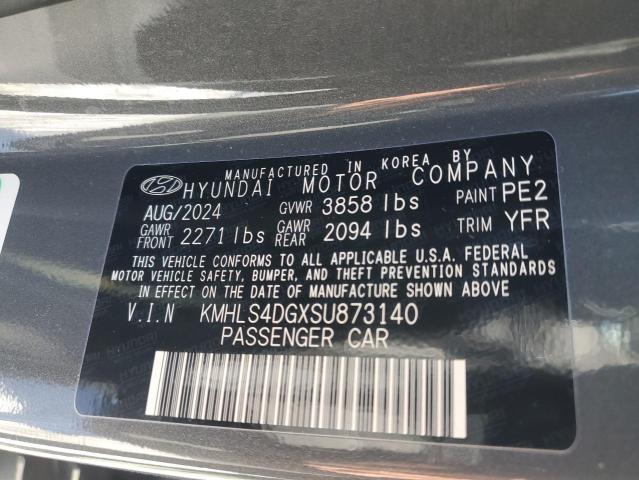 MANUFACTURED IN KOREA BY
HYUNDAI MOTOR COMPANY
AUG/2024 GVWR 3858 lbs PAINT PE2
GAWR FRONT 2271 lbs GAWR REAR 2094 lbs TRIM YFR
THIS VEHICLE CONFORMS TO ALL APPLICABLE U.S.A. FEDERAL
MOTOR VEHICLE SAFETY, BUMPER, AND THEFT PREVENTION STANDARDS
IN EFFECT ON THE DATE OF MANUFACTURE SHOWN ABOVE.
V.I.N KMHLS4DGXSU873140
PASSENGER CAR